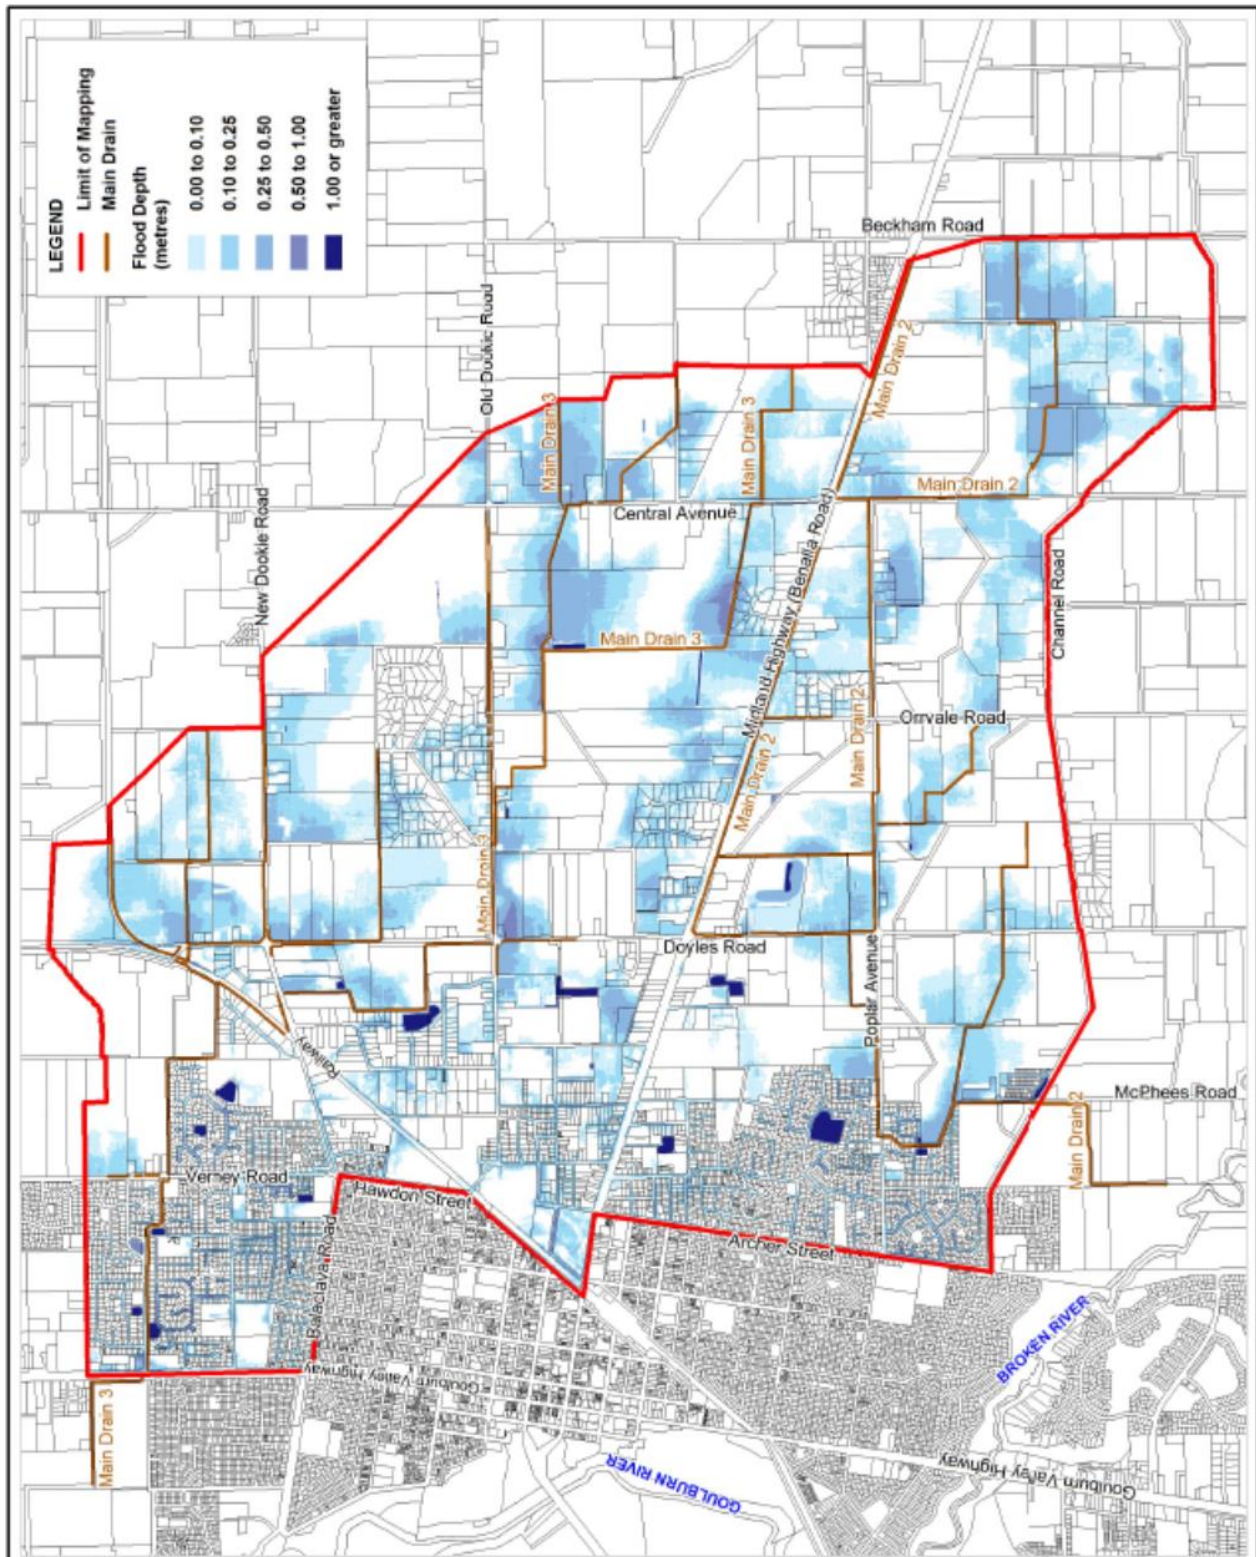 LEGEND
Limit of Mapping
Main Drain
Flood Depth
(metres)
0.00 to 0.10
0.10 to 0.25
0.25 to 0.50
0.50 to 1.00
1.00 or greater
Beckham Road
Old Dookie Road
Main Drain 2
Main Drain 3
Main Drain 3
New Dookie Road
Main Drain 2
Central Avenue
Midland Highway (Benalla Road)
Channel Road
Main Drain 3
Main Drain 2
Orrvale Road
Main Drain 2
Main Drain 3
Doyles Road
Poplar Avenue
Railway
McPhees Road
Main Drain 2
Verney Road
Hawdon Street
Archer Street
Balaclava Road
BROKEN RIVER
Goulburn Valley Highway
Main Drain 3
GOULBURN RIVER
Goulburn Valley Highway